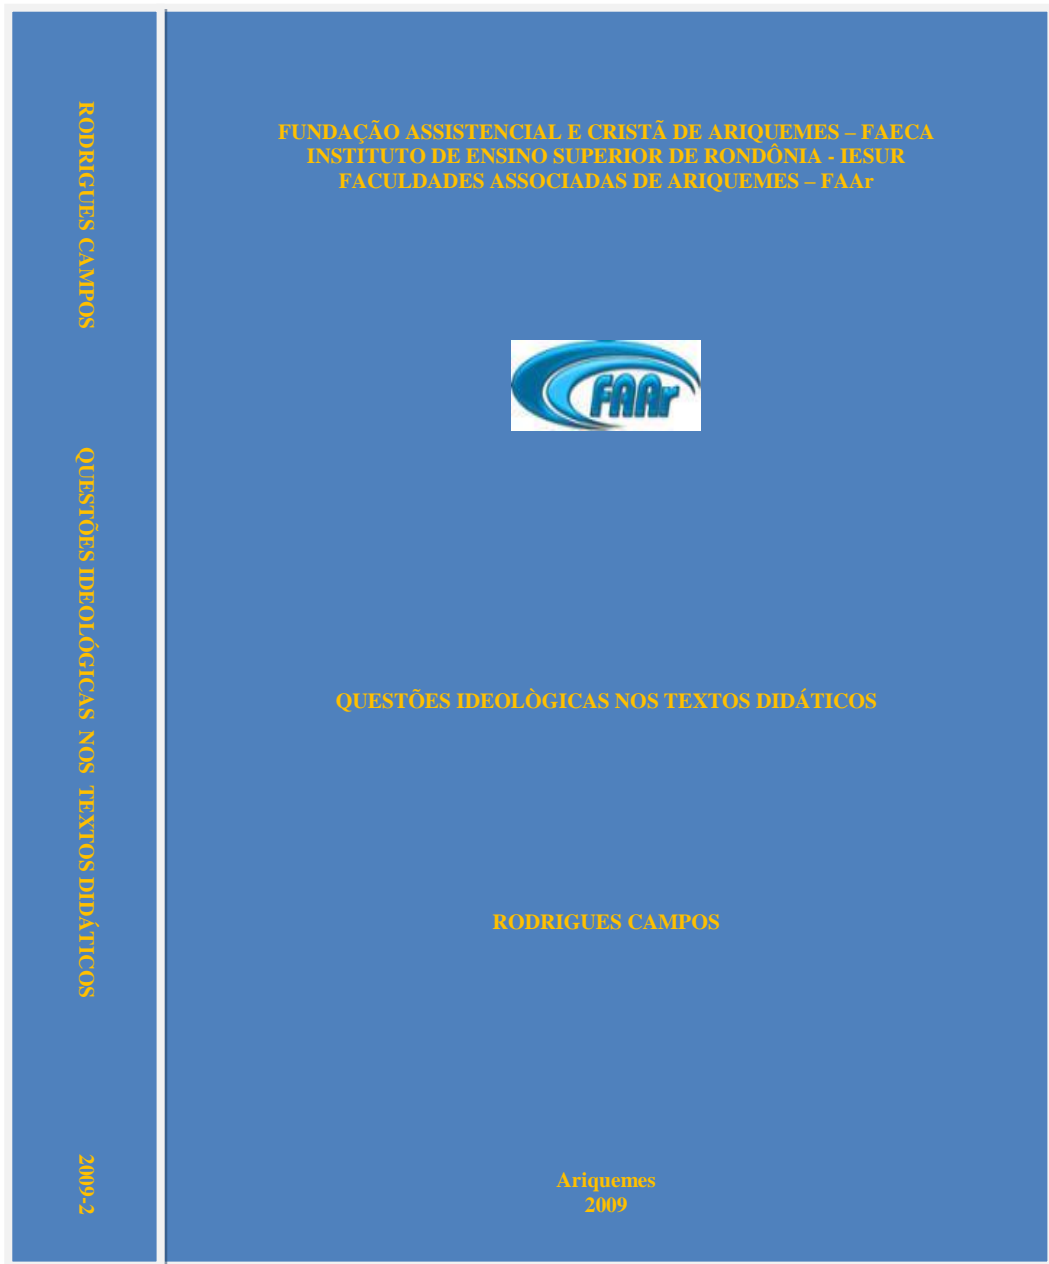 RODRIGUES CAMPOS
QUESTÕES IDEOLÓGICAS NOS TEXTOS DIDÁTICOS
2009-2
FUNDAÇÃO ASSISTENCIAL E CRISTÃ DE ARIQUEMES – FAECA
INSTITUTO DE ENSINO SUPERIOR DE RONDÔNIA - IESUR
FACULDADES ASSOCIADAS DE ARIQUEMES – FAAr
FAAr
QUESTÕES IDEOLÒGICAS NOS TEXTOS DIDÁTICOS
RODRIGUES CAMPOS
Ariquemes
2009